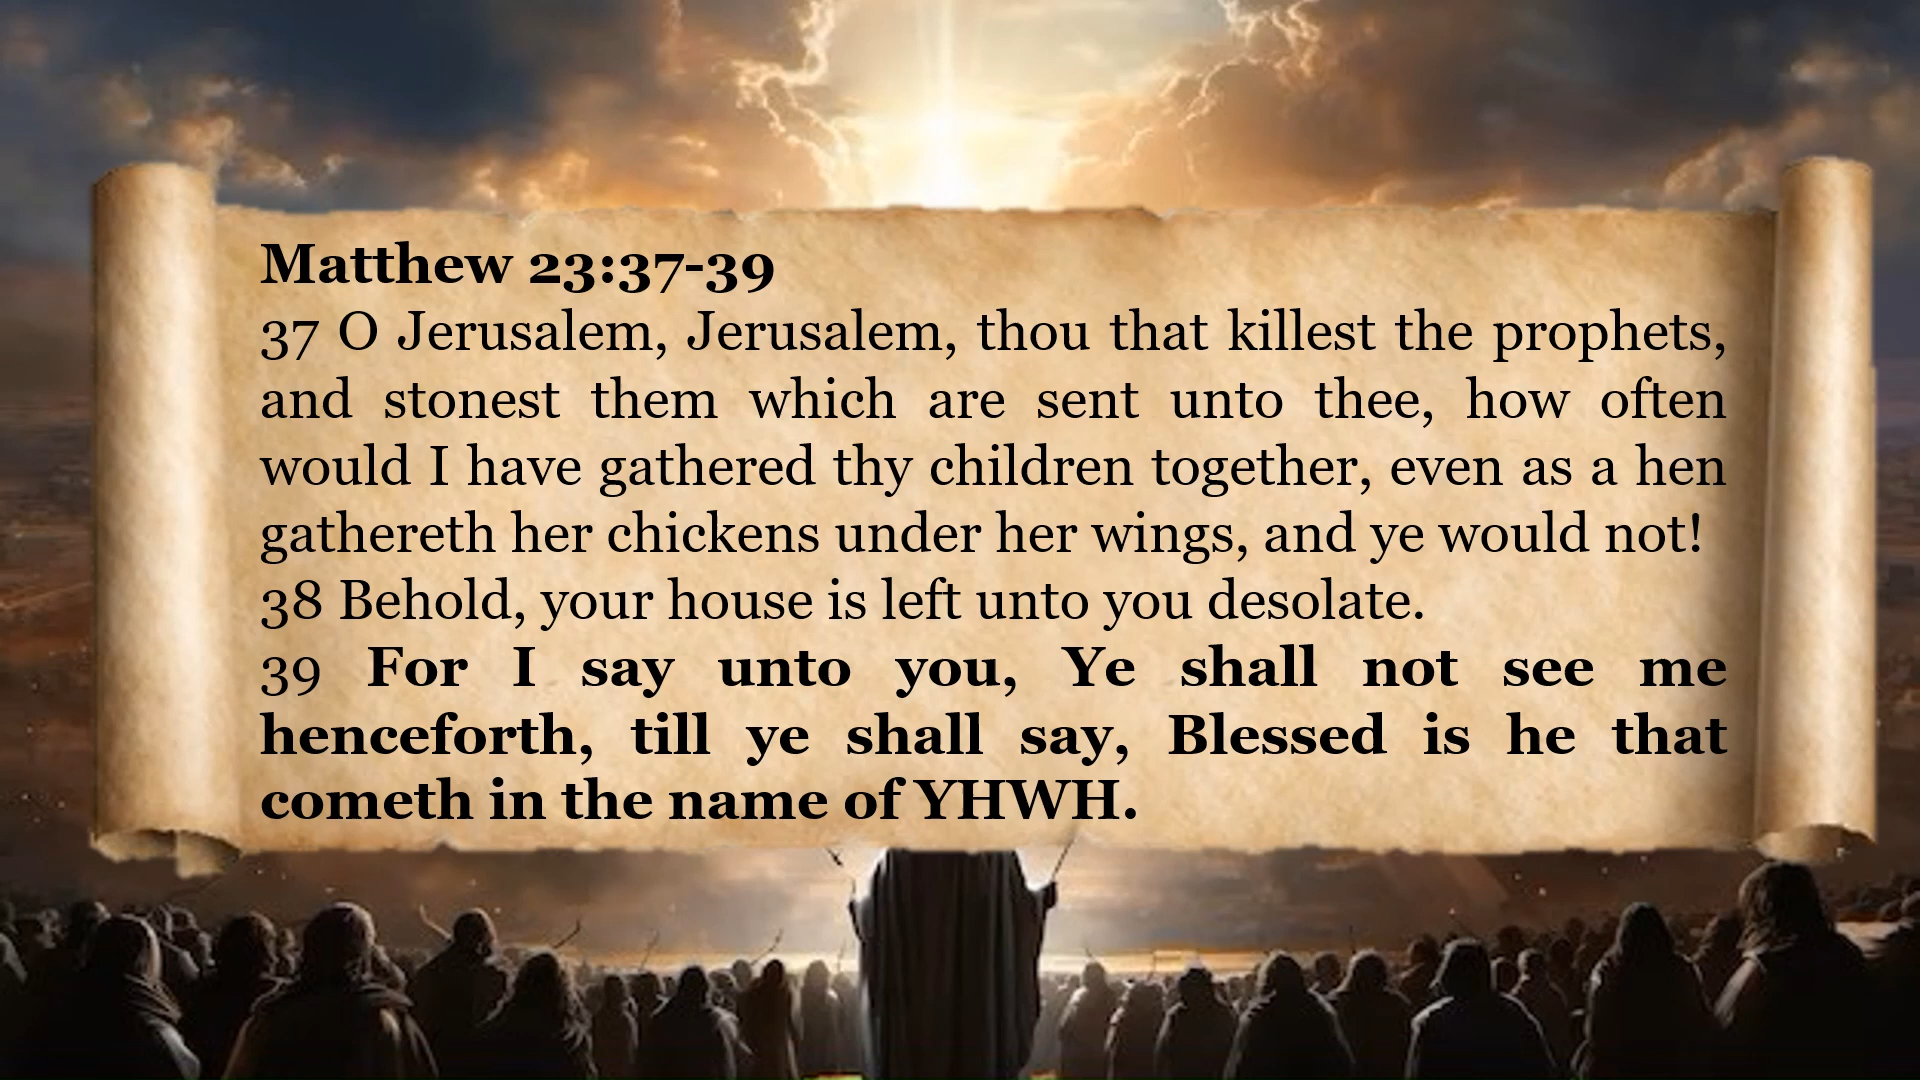 Matthew 23:37-39
37 O Jerusalem, Jerusalem, thou that killest the prophets,
and stonest them which are sent unto thee, how often
would I have gathered thy children together, even as a hen
gathereth her chickens under her wings, and ye would not!
38 Behold, your house is left unto you desolate.
39 For I say unto you, Ye shall not see me
henceforth, till ye shall say, Blessed is he that
cometh in the name of YHWH.